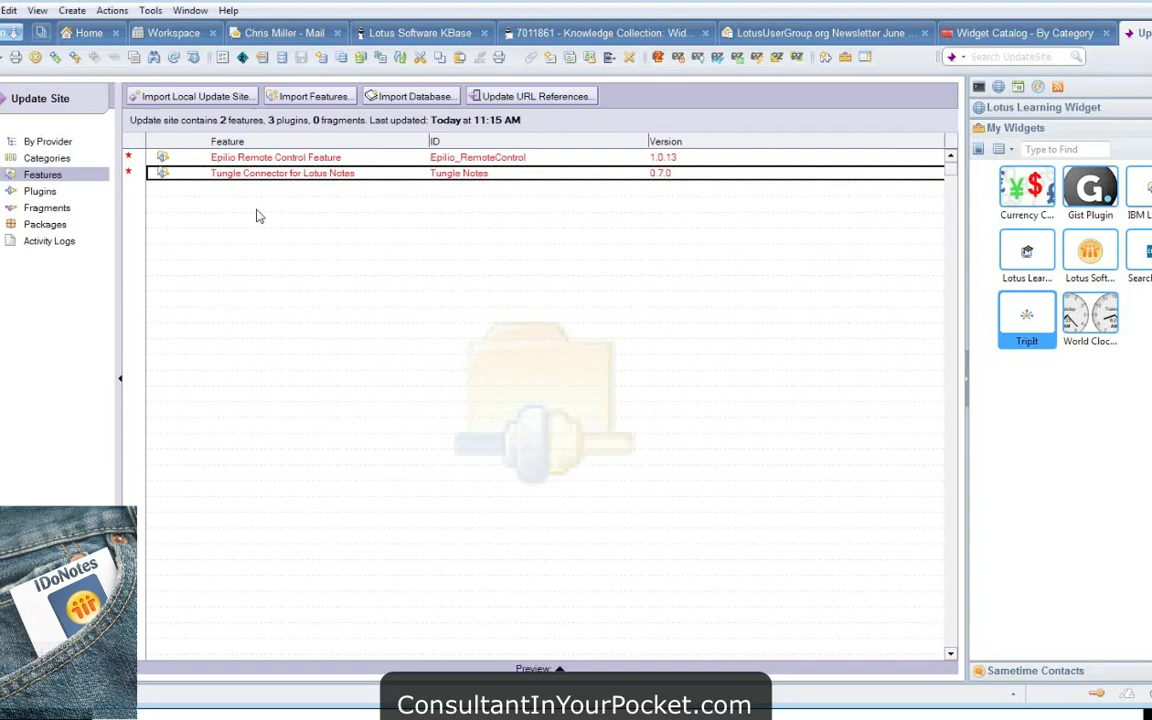 Edit View Create Actions Tools Window Help
Home Workspace Chris Miller - Mail Lotus Software KBase 7011861 - Knowledge Collection: Wid... LotusUserGroup.org Newsletter June ... Widget Catalog - By Category
Search UpdateSite
Update Site
Import Local Update Site... Import Features... Import Database... Update URL References...
Update site contains 2 features, 3 plugins, 0 fragments. Last updated: Today at 11:15 AM
Feature ID Version
Epilio Remote Control Feature Epilio_RemoteControl 1.0.13
Tungle Connector for Lotus Notes Tungle Notes 0.7.0
By Provider
Categories
Features
Plugins
Fragments
Packages
Activity Logs
Lotus Learning Widget
My Widgets
Type to Find
Currency C... Gist Plugin IBM L
Lotus Lear... Lotus Soft... Searc
TripIt World Cloc...
Sametime Contacts
Preview:
IDoNotes
ConsultantInYourPocket.com